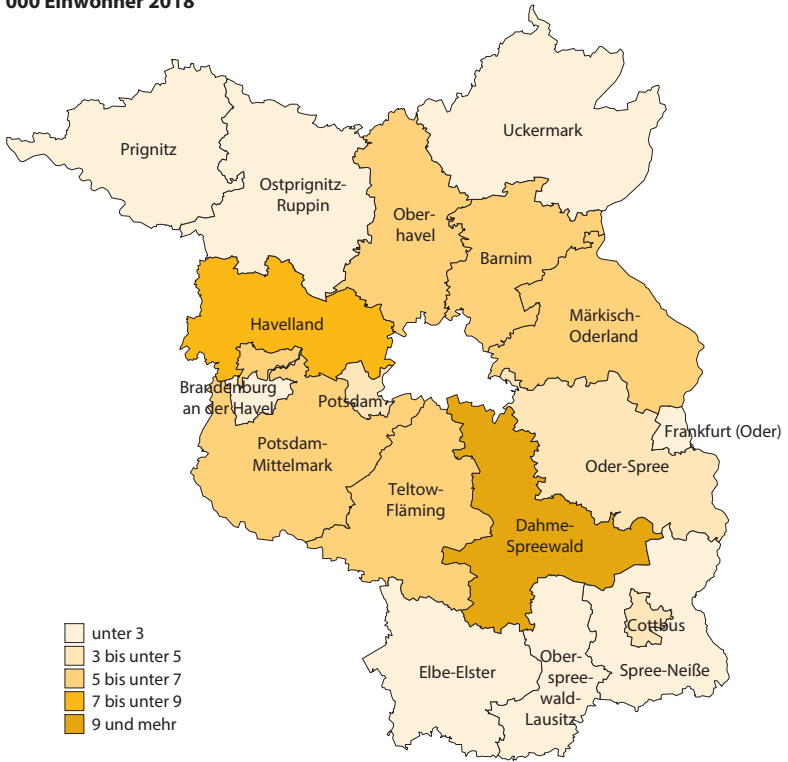 000 Einwohner 2018
Uckermark
Prignitz
Ostprignitz-
Ruppin
Ober-
havel
Barnim
Havelland
Märkisch-
Oderland
Brandenburg
an der Havel
Potsdam
Frankfurt (Oder)
Potsdam-
Mittelmark
Oder-Spree
Teltow-
Fläming
Dahme-
Spreewald
Cottbus
Elbe-Elster
Ober-
spree-
wald-
Lausitz
Spree-Neiße
unter 3
3 bis unter 5
5 bis unter 7
7 bis unter 9
9 und mehr